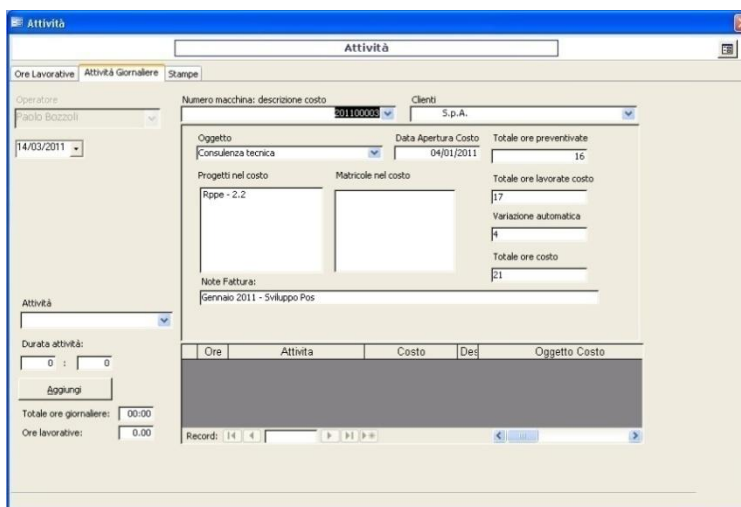 Attività
Attività
Ore Lavorative
Attività Giornaliere
Stampe
Operatore
Paolo Bozzoli
14/03/2011
Numero macchina: descrizione costo
201100003
Clienti
S.p.A.
Oggetto
Consulenza tecnica
Data Apertura Costo
04/01/2011
Totale ore preventivate
16
Progetti nel costo
Rppe - 2.2
Matricole nel costo
Totale ore lavorate costo
17
Variazione automatica
4
Totale ore costo
21
Note Fattura:
Gennaio 2011 - Sviluppo Pos
Attività
Durata attività:
0 : 0
Aggiungi
Totale ore giornaliere: 00:00
Ore lavorative: 0.00
Ore Attivita Costo Des Oggetto Costo
Record: